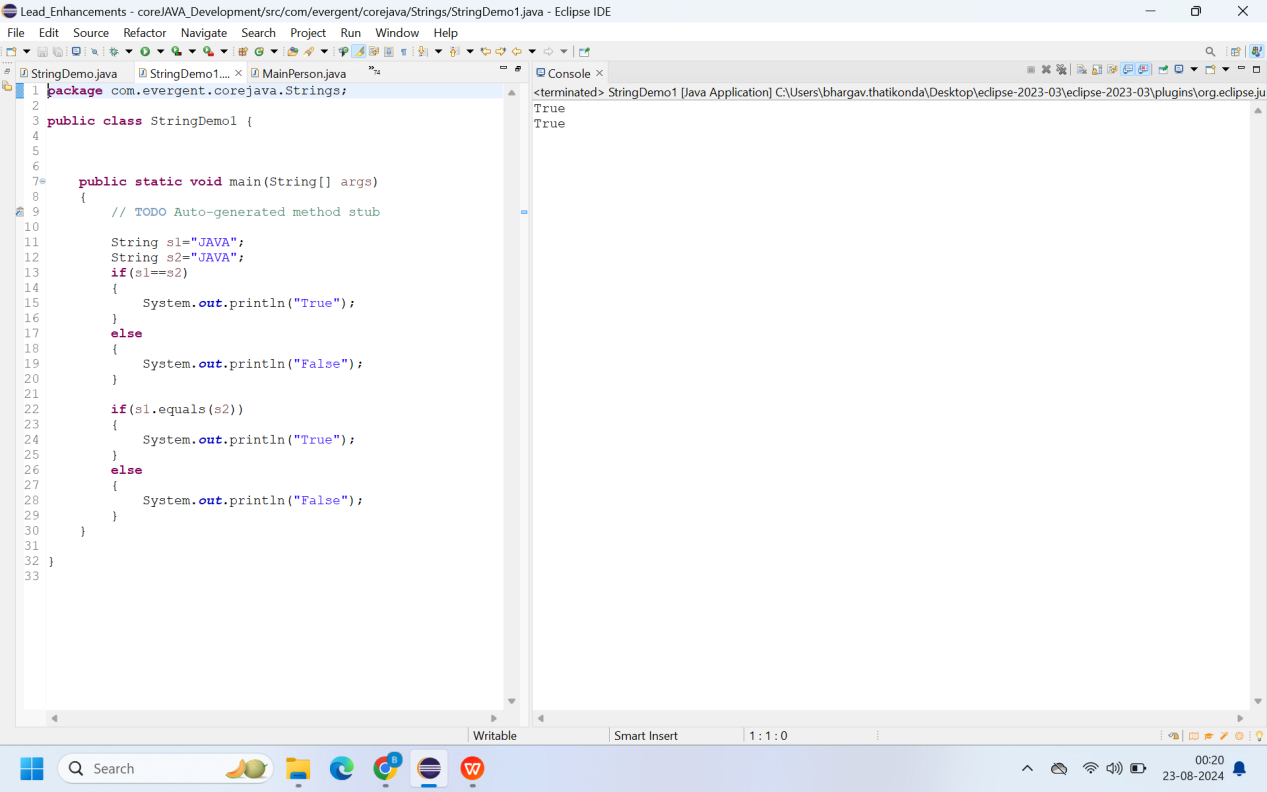 Lead_Enhancements - coreJAVA_Development/src/com/evergent/corejava/Strings/StringDemo1.java - Eclipse IDE
File Edit Source Refactor Navigate Search Project Run Window Help
StringDemo.java StringDemo1.... MainPerson.java »74
1 package com.evergent.corejava.Strings;
2
3 public class StringDemo1 {
4
5
6
7 public static void main(String[] args)
8 {
9 // TODO Auto-generated method stub
10
11 String s1="JAVA";
12 String s2="JAVA";
13 if(s1==s2)
14 {
15 System.out.println("True");
16 }
17 else
18 {
19 System.out.println("False");
20 }
21
22 if(s1.equals(s2))
23 {
24 System.out.println("True");
25 }
26 else
27 {
28 System.out.println("False");
29 }
30 }
31
32 }
33
Console
<terminated> StringDemo1 [Java Application] C:\Users\bhargav.thatikonda\Desktop\eclipse-2023-03\eclipse-2023-03\plugins\org.eclipse.ju
True
True
Writable Smart Insert 1 : 1 : 0
Search
B
W
00:20
23-08-2024